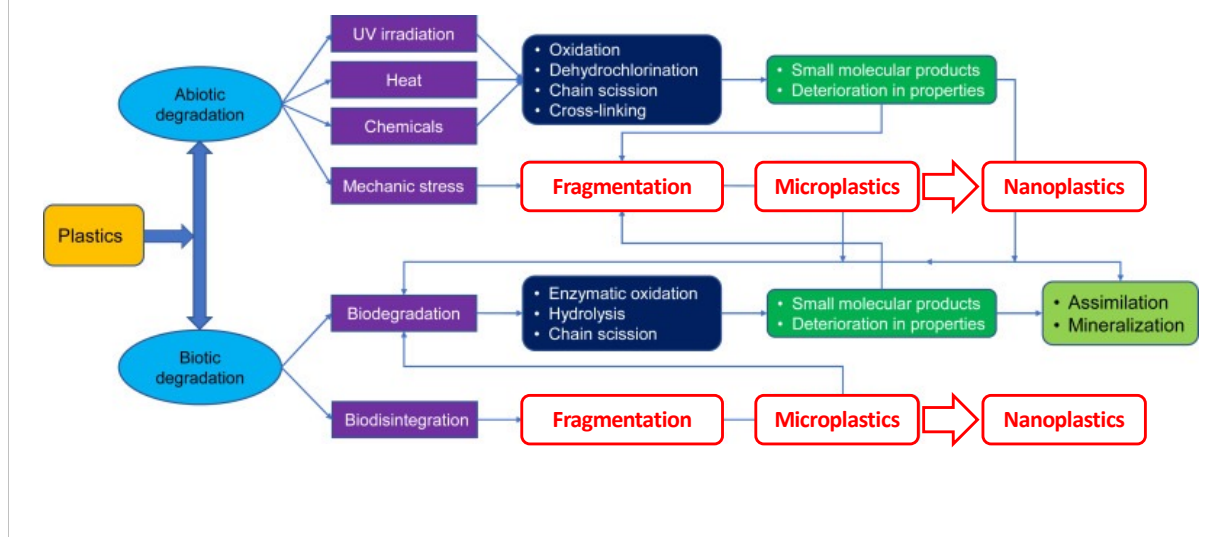 UV irradiation
Heat
Chemicals
Mechanic stress
Abiotic
degradation
• Oxidation
• Dehydrochlorination
• Chain scission
• Cross-linking
• Small molecular products
• Deterioration in properties
Fragmentation
Microplastics
Nanoplastics
Plastics
Biotic
degradation
Biodegradation
Biodisintegration
• Enzymatic oxidation
• Hydrolysis
• Chain scission
• Small molecular products
• Deterioration in properties
• Assimilation
• Mineralization
Fragmentation
Microplastics
Nanoplastics